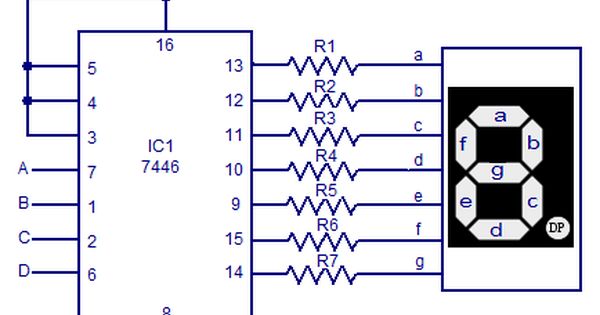 16
5
4
3
A 7
B 1
C 2
D 6
IC1
7446
13 R1 a
12 R2 b
11 R3 c
10 R4 d
9 R5 e
15 R6 f
14 R7 g
8
a
f b
g
e c
d
DP